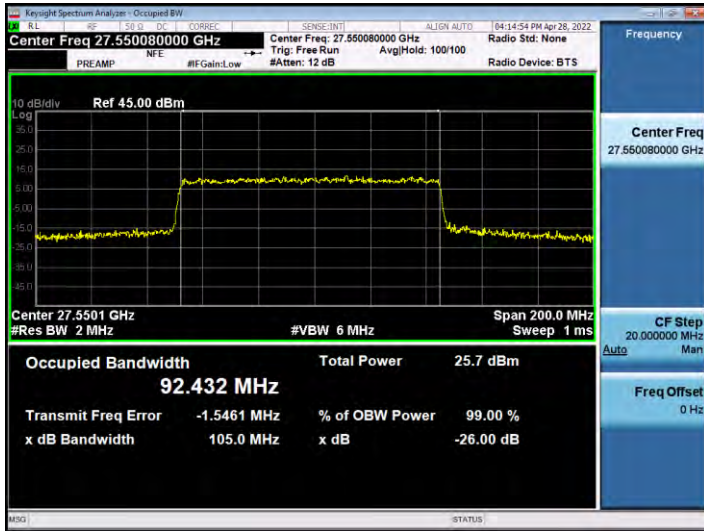 Keysight Spectrum Analyzer - Occupied BW
RL RF 50 Ω DC CORREC SENSE:INT ALIGN AUTO 04:14:54 PM Apr 28, 2022
Center Freq 27.550080000 GHz
Center Freq: 27.550080000 GHz Radio Std: None
NFE Trig: Free Run Avg|Hold: 100/100
PREAMP #IFGain:Low #Atten: 12 dB Radio Device: BTS
Frequency
10 dB/div Ref 45.00 dBm
Log
35.0
25.0
15.0
5.00
-5.00
-15.0
-25.0
-35.0
-45.0
Center 27.5501 GHz Span 200.0 MHz
#Res BW 2 MHz #VBW 6 MHz Sweep 1 ms
Center Freq
27.550080000 GHz
CF Step
20.000000 MHz
Auto Man
Freq Offset
0 Hz
Occupied Bandwidth Total Power 25.7 dBm
92.432 MHz
Transmit Freq Error -1.5461 MHz % of OBW Power 99.00 %
x dB Bandwidth 105.0 MHz x dB -26.00 dB
MSG STATUS